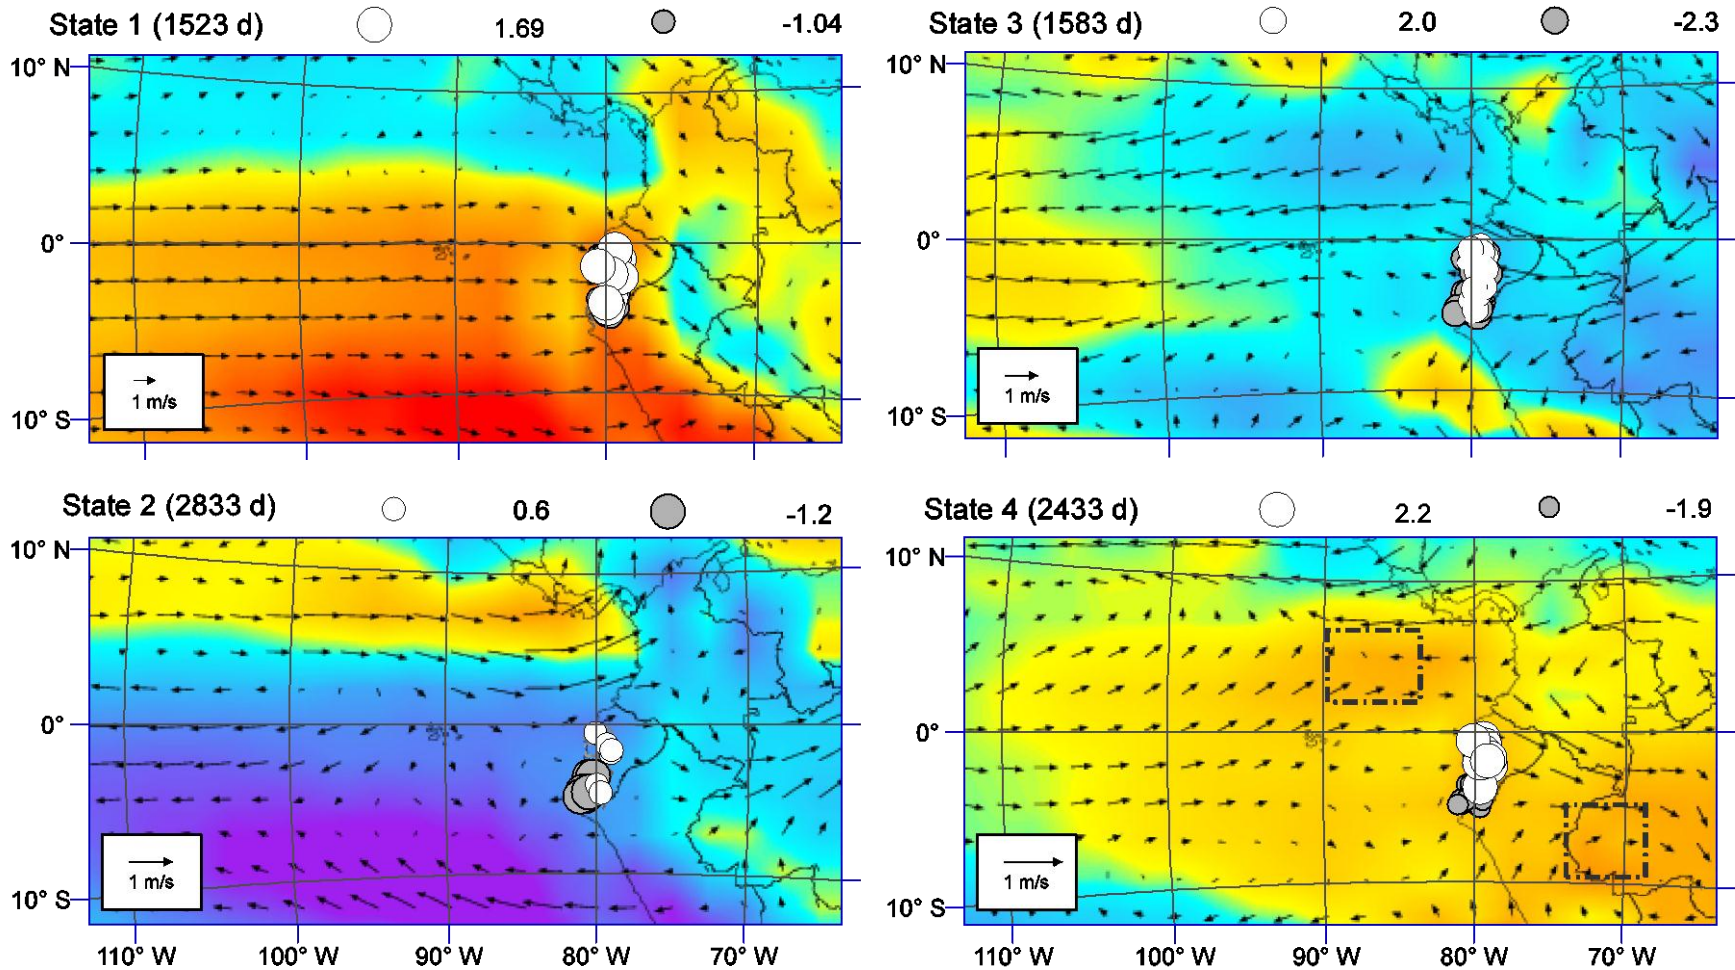 State 1 (1523 d) 1.69 -1.04
10° N
0°
10° S
1 m/s
State 3 (1583 d) 2.0 -2.3
10° N
0°
10° S
1 m/s
State 2 (2833 d) 0.6 -1.2
10° N
0°
10° S
1 m/s
110° W 100° W 90° W 80° W 70° W
State 4 (2433 d) 2.2 -1.9
10° N
0°
10° S
1 m/s
110° W 100° W 90° W 80° W 70° W